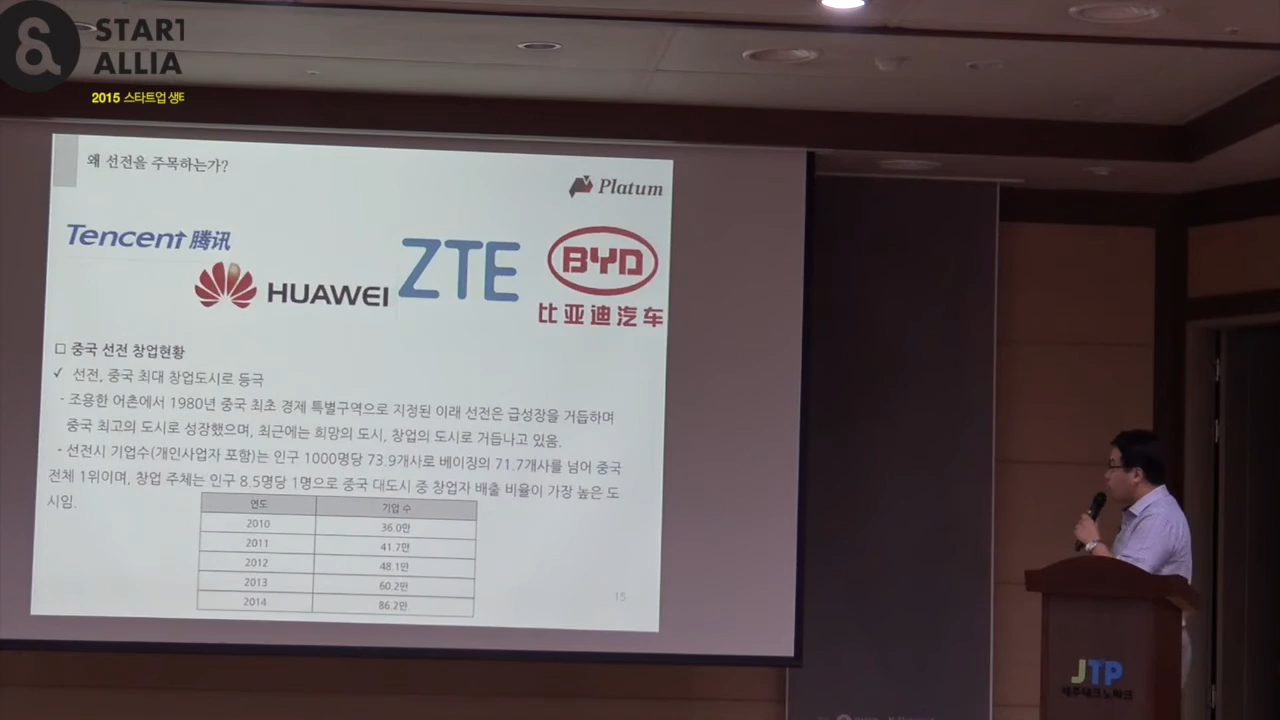 START
ALLIA
2015 스타트업 생태
왜 선전을 주목하는가?
Platum
Tencent 腾讯
HUAWEI
ZTE
BYD
比亚迪汽车
□ 중국 선전 창업현황
✓ 선전, 중국 최대 창업도시로 등극
- 조용한 어촌에서 1980년 중국 최초 경제 특별구역으로 지정된 이래 선전은 급성장을 거듭하며
중국 최고의 도시로 성장했으며, 최근에는 희망의 도시, 창업의 도시로 거듭나고 있음.
- 선전시 기업수(개인사업자 포함)는 인구 1000명당 73.9개사로 베이징의 71.7개사를 넘어 중국
전체 1위이며, 창업 주체는 인구 8.5명당 1명으로 중국 대도시 중 창업자 배출 비율이 가장 높은 도
시임.
연도 기업 수
2010 36.0만
2011 41.7만
2012 48.1만
2013 60.2만
2014 86.2만
15
JTP
제주테크노파크